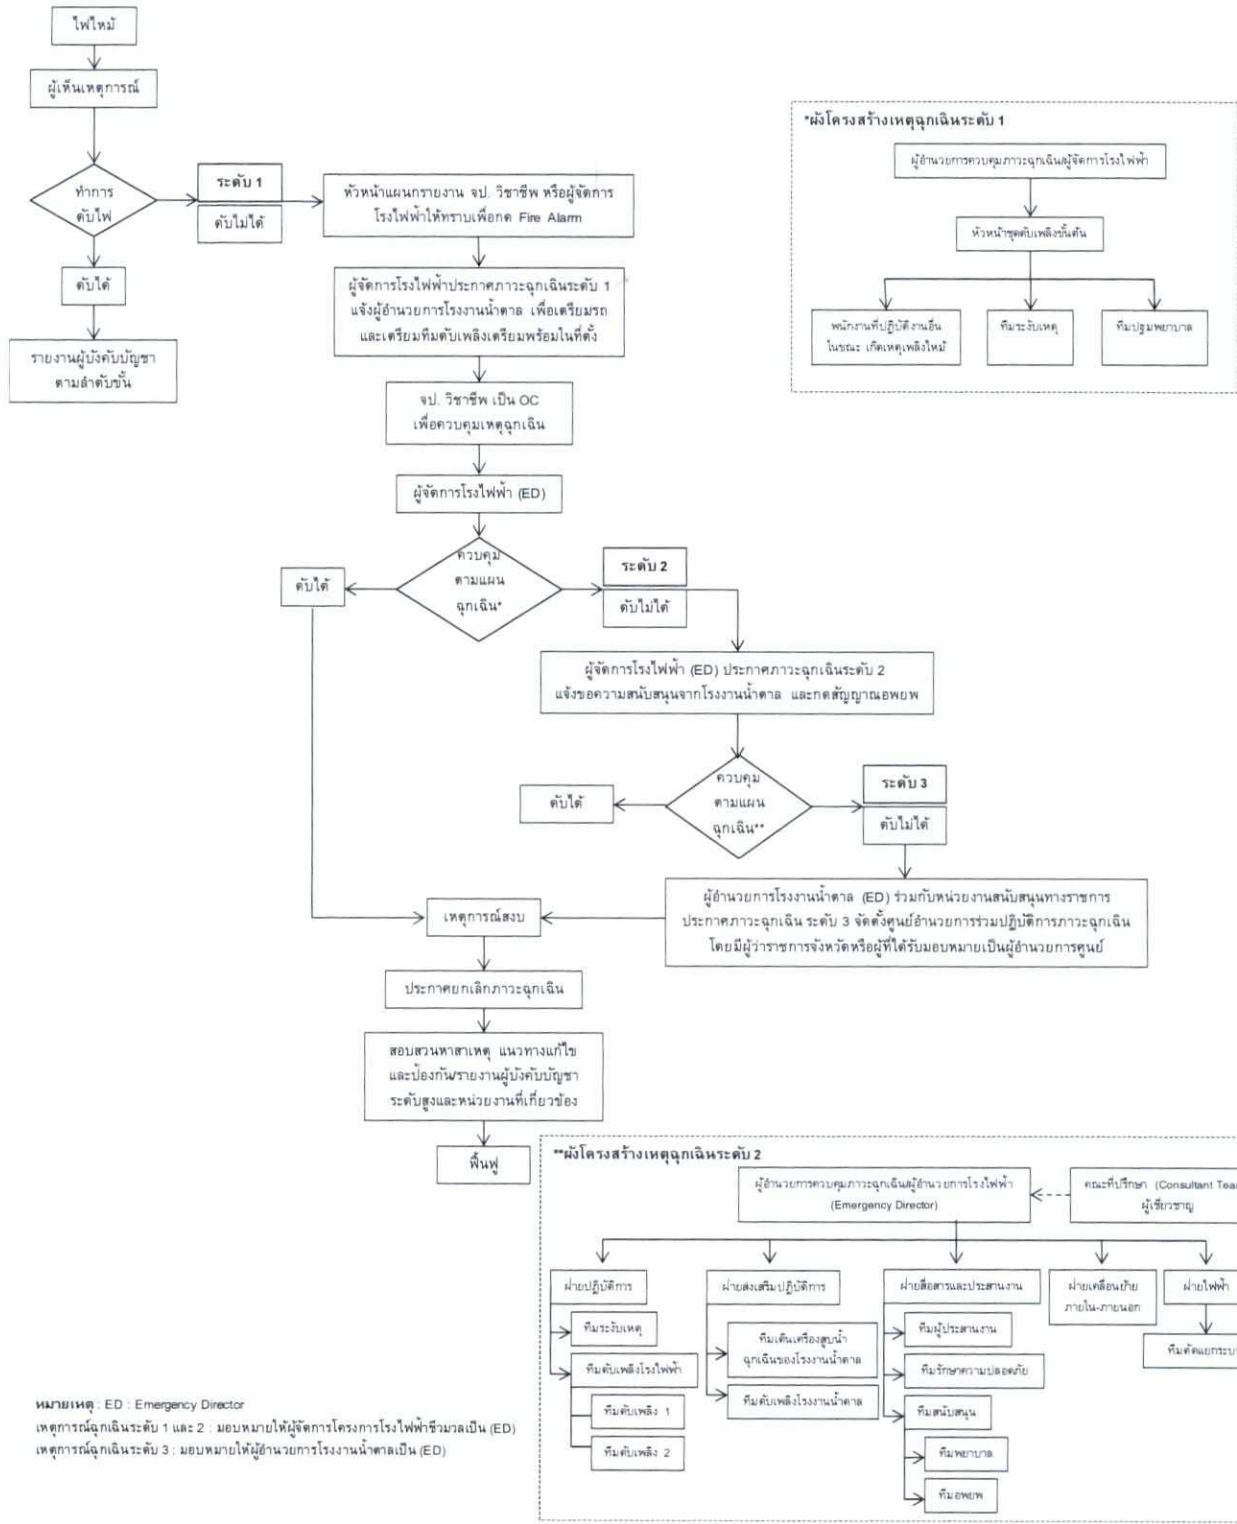 ไฟไหม้
ผู้เห็นเหตุการณ์
ทำการ
ดับไฟ
ระดับ 1
ดับไม่ได้
หัวหน้าแผนกรายงาน จป. วิชาชีพ หรือผู้จัดการ
โรงไฟฟ้าให้ทราบเพื่อกด Fire Alarm
ดับได้
รายงานผู้บังคับบัญชา
ตามลำดับขั้น
ผู้จัดการโรงไฟฟ้าประกาศภาวะฉุกเฉินระดับ 1
แจ้งผู้อำนวยการโรงงานน้ำตาล เพื่อเตรียมรถ
และเตรียมทีมดับเพลิงเตรียมพร้อมในที่ตั้ง
จป. วิชาชีพ เป็น OC
เพื่อควบคุมเหตุฉุกเฉิน
ผู้จัดการโรงไฟฟ้า (ED)
*ผังโครงสร้างเหตุฉุกเฉินระดับ 1
ผู้อำนวยการควบคุมภาวะฉุกเฉิน/ผู้จัดการโรงไฟฟ้า
หัวหน้าชุดดับเพลิงขั้นต้น
พนักงานที่ปฏิบัติงานอื่น
ในขณะ เกิดเหตุเพลิงไหม้
ทีมระงับเหตุ
ทีมปฐมพยาบาล
ควบคุม
ตามแผน
ฉุกเฉิน*
ดับได้
ระดับ 2
ดับไม่ได้
ผู้จัดการโรงไฟฟ้า (ED) ประกาศภาวะฉุกเฉินระดับ 2
แจ้งขอความสนับสนุนจากโรงงานน้ำตาล และกดสัญญาณอพยพ
ควบคุม
ตามแผน
ฉุกเฉิน**
ดับได้
ระดับ 3
ดับไม่ได้
ผู้อำนวยการโรงงานน้ำตาล (ED) ร่วมกับหน่วยงานสนับสนุนทางราชการ
ประกาศภาวะฉุกเฉิน ระดับ 3 จัดตั้งศูนย์อำนวยการร่วมปฏิบัติการภาวะฉุกเฉิน
โดยมีผู้ว่าราชการจังหวัดหรือผู้ที่ได้รับมอบหมายเป็นผู้อำนวยการศูนย์
เหตุการณ์สงบ
ประกาศยกเลิกภาวะฉุกเฉิน
สอบสวนหาสาเหตุ แนวทางแก้ไข
และป้องกัน/รายงานผู้บังคับบัญชา
ระดับสูงและหน่วยงานที่เกี่ยวข้อง
ฟื้นฟู
**ผังโครงสร้างเหตุฉุกเฉินระดับ 2
ผู้อำนวยการควบคุมภาวะฉุกเฉิน/ผู้อำนวยการโรงไฟฟ้า
(Emergency Director)
คณะที่ปรึกษา (Consultant Tea
ผู้เชี่ยวชาญ
ฝ่ายปฏิบัติการ
ทีมระงับเหตุ
ทีมดับเพลิงโรงไฟฟ้า
ทีมดับเพลิง 1
ทีมดับเพลิง 2
ฝ่ายส่งเสริมปฏิบัติการ
ทีมเดินเครื่องสูบน้ำ
ฉุกเฉินของโรงงานน้ำตาล
ทีมดับเพลิงโรงงานน้ำตาล
ฝ่ายสื่อสารและประสานงาน
ทีมผู้ประสานงาน
ทีมรักษาความปลอดภัย
ทีมสนับสนุน
ทีมพยาบาล
ทีมอพยพ
ฝ่ายเคลื่อนย้าย
ภายใน-ภายนอก
ฝ่ายไฟฟ้า
ทีมตัดแยกระบ
หมายเหตุ : ED : Emergency Director
เหตุการณ์ฉุกเฉินระดับ 1 และ 2 : มอบหมายให้ผู้จัดการโครงการโรงไฟฟ้าชีวมวลเป็น (ED)
เหตุการณ์ฉุกเฉินระดับ 3 : มอบหมายให้ผู้อำนวยการโรงงานน้ำตาลเป็น (ED)